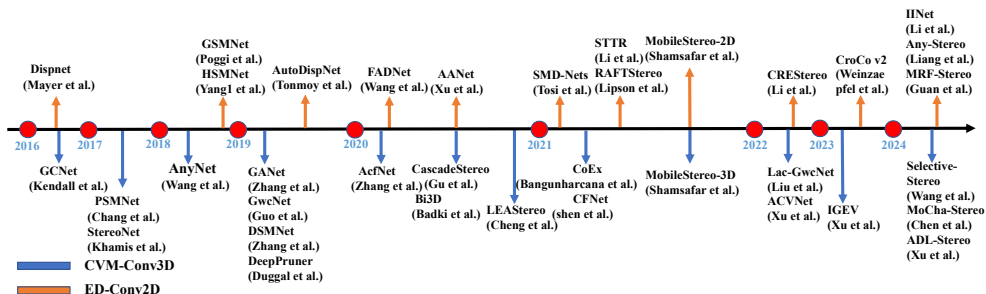 Dispnet
(Mayer et al.)
GSMNet
(Poggi et al.)
HSMNet
(Yang1 et al.)
AutoDispNet
(Tonmoy et al.)
FADNet
(Wang et al.)
AANet
(Xu et al.)
SMD-Nets
(Tosi et al.)
STTR
(Li et al.)
RAFTStereo
(Lipson et al.)
MobileStereo-2D
(Shamsafar et al.)
CREStereo
(Li et al.)
CroCo v2
(Weinzae
pfel et al.)
IINet
(Li et al.)
Any-Stereo
(Liang et al.)
MRF-Stereo
(Guan et al.)
2016
2017
2018
2019
2020
2021
2022
2023
2024
GCNet
(Kendall et al.)
PSMNet
(Chang et al.)
StereoNet
(Khamis et al.)
AnyNet
(Wang et al.)
GANet
(Zhang et al.)
GwcNet
(Guo et al.)
DSMNet
(Zhang et al.)
DeepPruner
(Duggal et al.)
AcfNet
(Zhang et al.)
CascadeStereo
(Gu et al.)
Bi3D
(Badki et al.)
LEAStereo
(Cheng et al.)
CoEx
(Bangunharcana et al.)
CFNet
(shen et al.)
MobileStereo-3D
(Shamsafar et al.)
Lac-GwcNet
(Liu et al.)
ACVNet
(Xu et al.)
IGEV
(Xu et al.)
Selective-
Stereo
(Wang et al.)
MoCha-Stereo
(Chen et al.)
ADL-Stereo
(Xu et al.)
CVM-Conv3D
ED-Conv2D